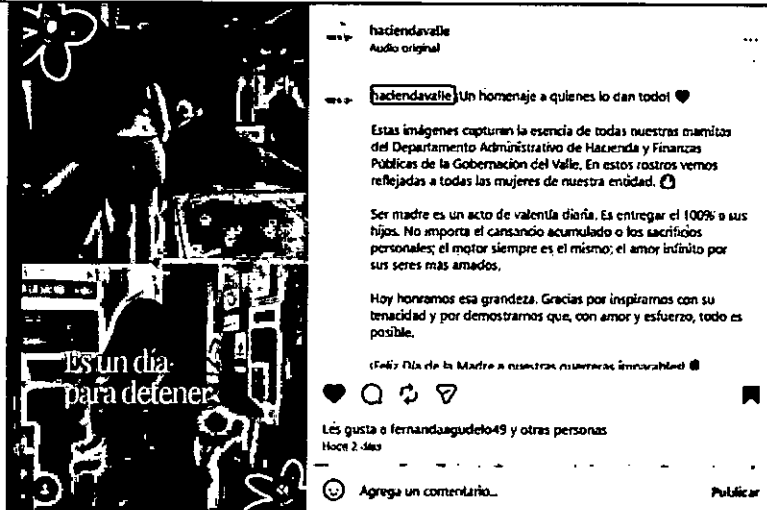 haciendavalle
Audio original
haciendavalle ¡Un homenaje a quienes lo dan todo! 🖤
Estas imágenes capturan la esencia de todas nuestras mamitas
del Departamento Administrativo de Hacienda y Finanzas
Públicas de la Gobernación del Valle. En estos rostros vemos
reflejadas a todas las mujeres de nuestra entidad.
Ser madre es un acto de valentía diaria. Es entregar el 100% a sus
hijos. No importa el cansancio acumulado o los sacrificios
personales; el motor siempre es el mismo; el amor infinito por
sus seres más amados.
Hoy honramos esa grandeza. Gracias por inspirarnos con su
tenacidad y por demostrarnos que, con amor y esfuerzo, todo es
posible.
¡Feliz Día de la Madre a nuestras guerreras imparables!
Es un día
para detener
Les gusta a fernandaagudelo49 y otras personas
Hace 2 días
Agrega un comentario...
Publicar